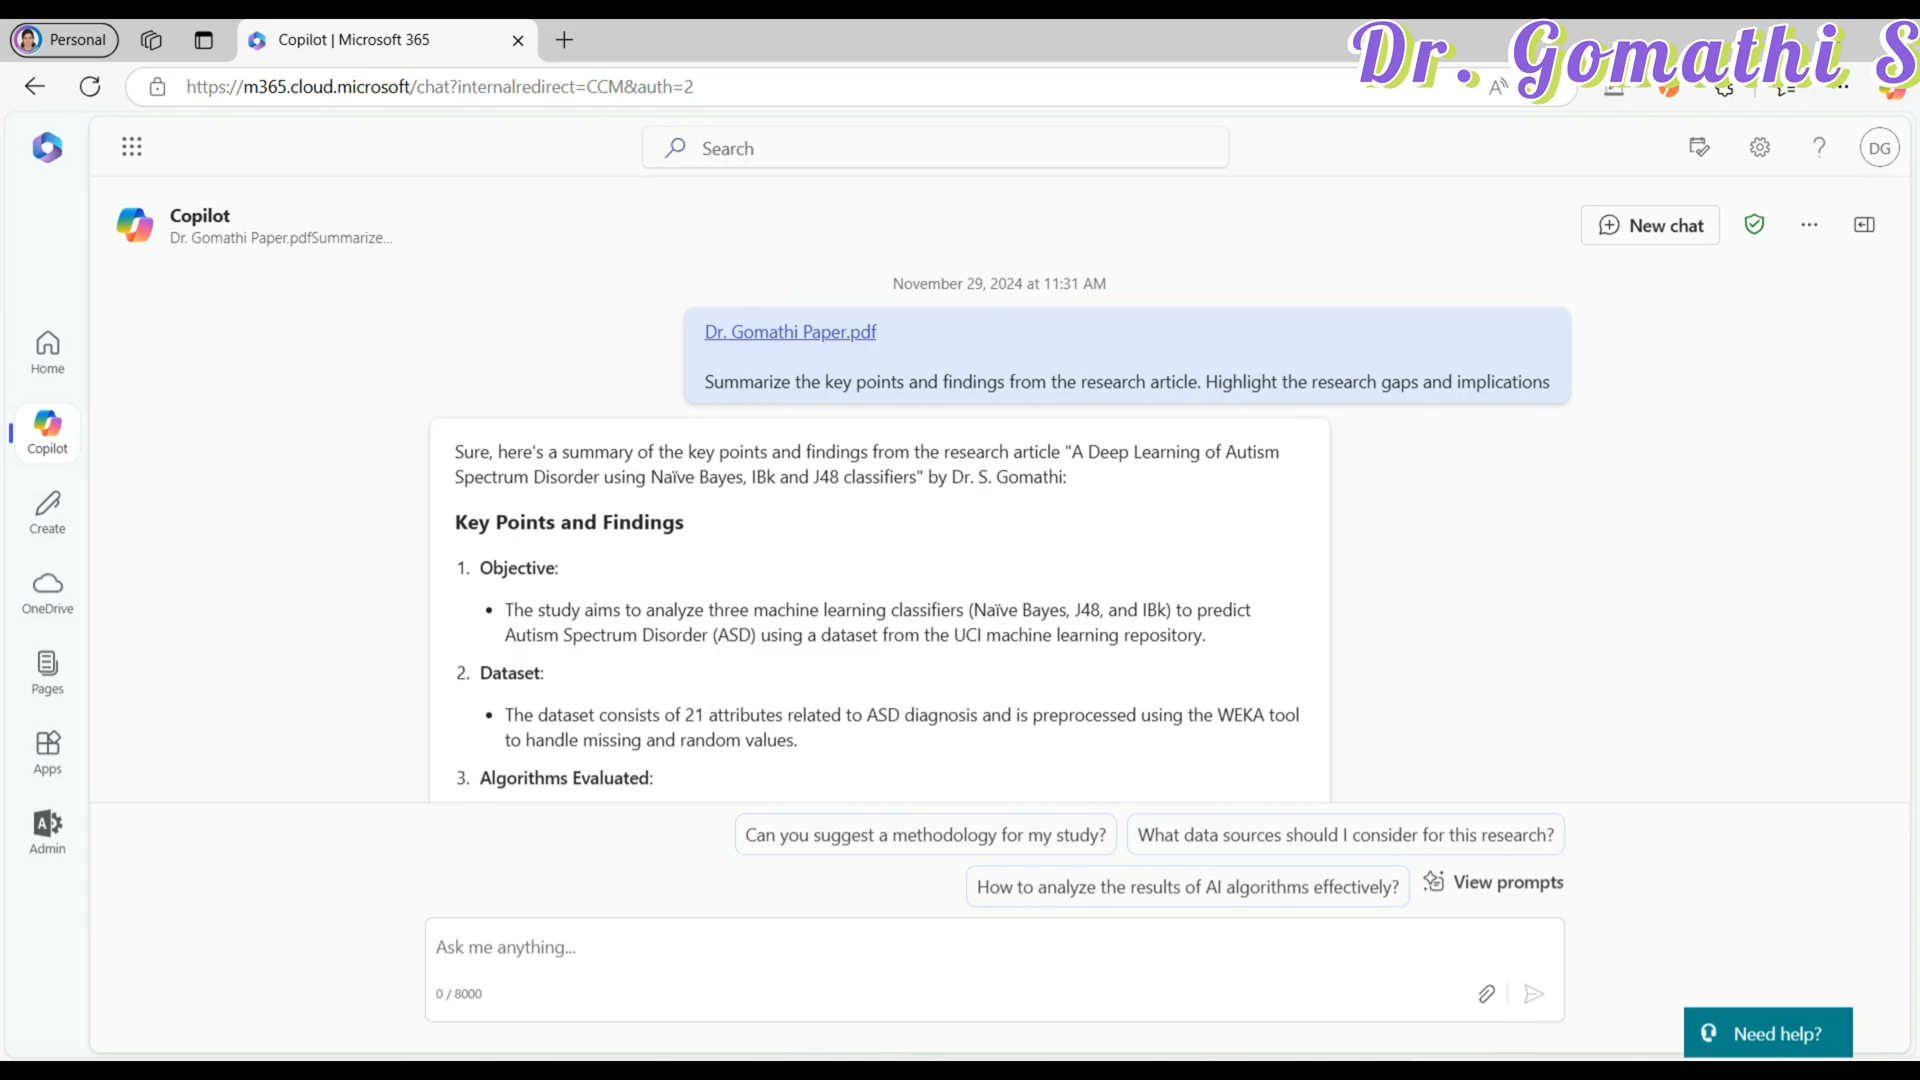 Personal
Copilot | Microsoft 365
Dr. Gomathi S
https://m365.cloud.microsoft/chat?internalredirect=CCM&auth=2
Search
DG
Copilot
Dr. Gomathi Paper.pdfSummarize...
New chat
November 29, 2024 at 11:31 AM
Dr. Gomathi Paper.pdf
Summarize the key points and findings from the research article. Highlight the research gaps and implications
Home
Copilot
Create
OneDrive
Pages
Apps
Admin
Sure, here's a summary of the key points and findings from the research article "A Deep Learning of Autism
Spectrum Disorder using Naïve Bayes, IBk and J48 classifiers" by Dr. S. Gomathi:
Key Points and Findings
1. Objective:
• The study aims to analyze three machine learning classifiers (Naïve Bayes, J48, and IBk) to predict
Autism Spectrum Disorder (ASD) using a dataset from the UCI machine learning repository.
2. Dataset:
• The dataset consists of 21 attributes related to ASD diagnosis and is preprocessed using the WEKA tool
to handle missing and random values.
3. Algorithms Evaluated:
Can you suggest a methodology for my study?
What data sources should I consider for this research?
How to analyze the results of AI algorithms effectively?
View prompts
Ask me anything...
0 / 8000
Need help?